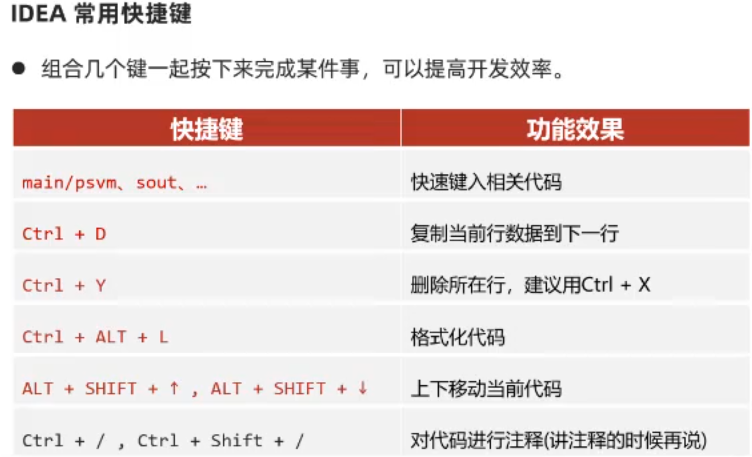 IDEA 常用快捷键
● 组合几个键一起按下来完成某件事，可以提高开发效率。
快捷键 功能效果
main/psvm、sout、… 快速键入相关代码
Ctrl + D 复制当前行数据到下一行
Ctrl + Y 删除所在行，建议用Ctrl + X
Ctrl + ALT + L 格式化代码
ALT + SHIFT + ↑ , ALT + SHIFT + ↓ 上下移动当前代码
Ctrl + / , Ctrl + Shift + / 对代码进行注释(讲注释的时候再说)